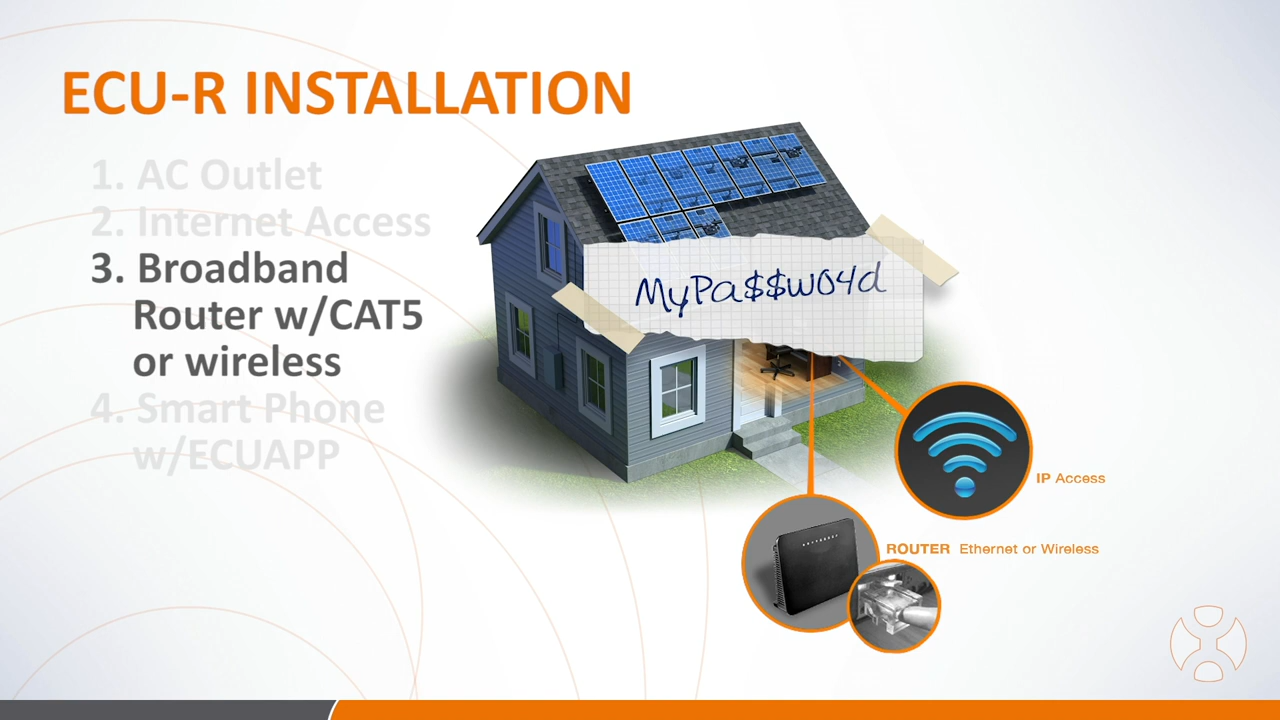 ECU-R INSTALLATION
1. AC Outlet
2. Internet Access
3. Broadband
Router w/CAT5
or wireless
4. Smart Phone
w/ECUAPP
MyPa$$wo4d
IP Access
ROUTER Ethernet or Wireless